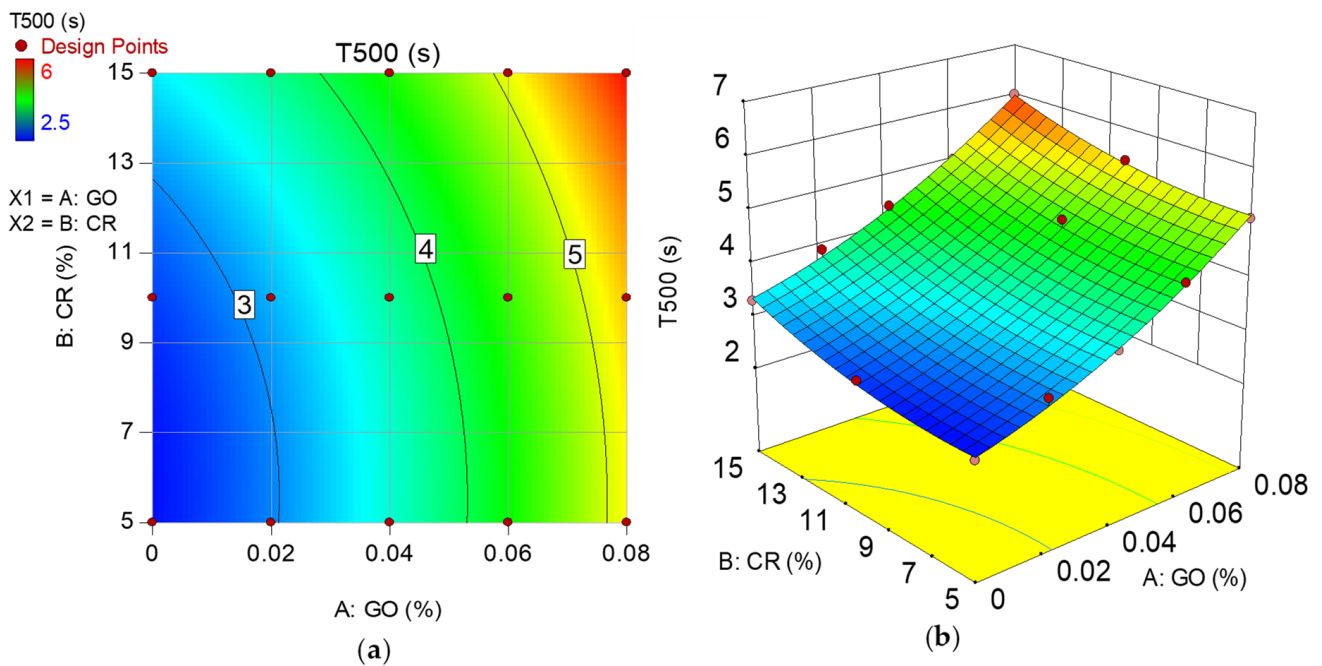 T500 (s)
Design Points
6
2.5
X1 = A: GO
X2 = B: CR
T500 (s)
B: CR (%)
15
13
11
9
7
5
3
4
5
0
0.02
0.04
0.06
0.08
A: GO (%)
(a)
T500 (s)
7
6
5
4
3
2
15
13
11
9
7
5
B: CR (%)
0
0.02
0.04
0.06
0.08
A: GO (%)
(b)